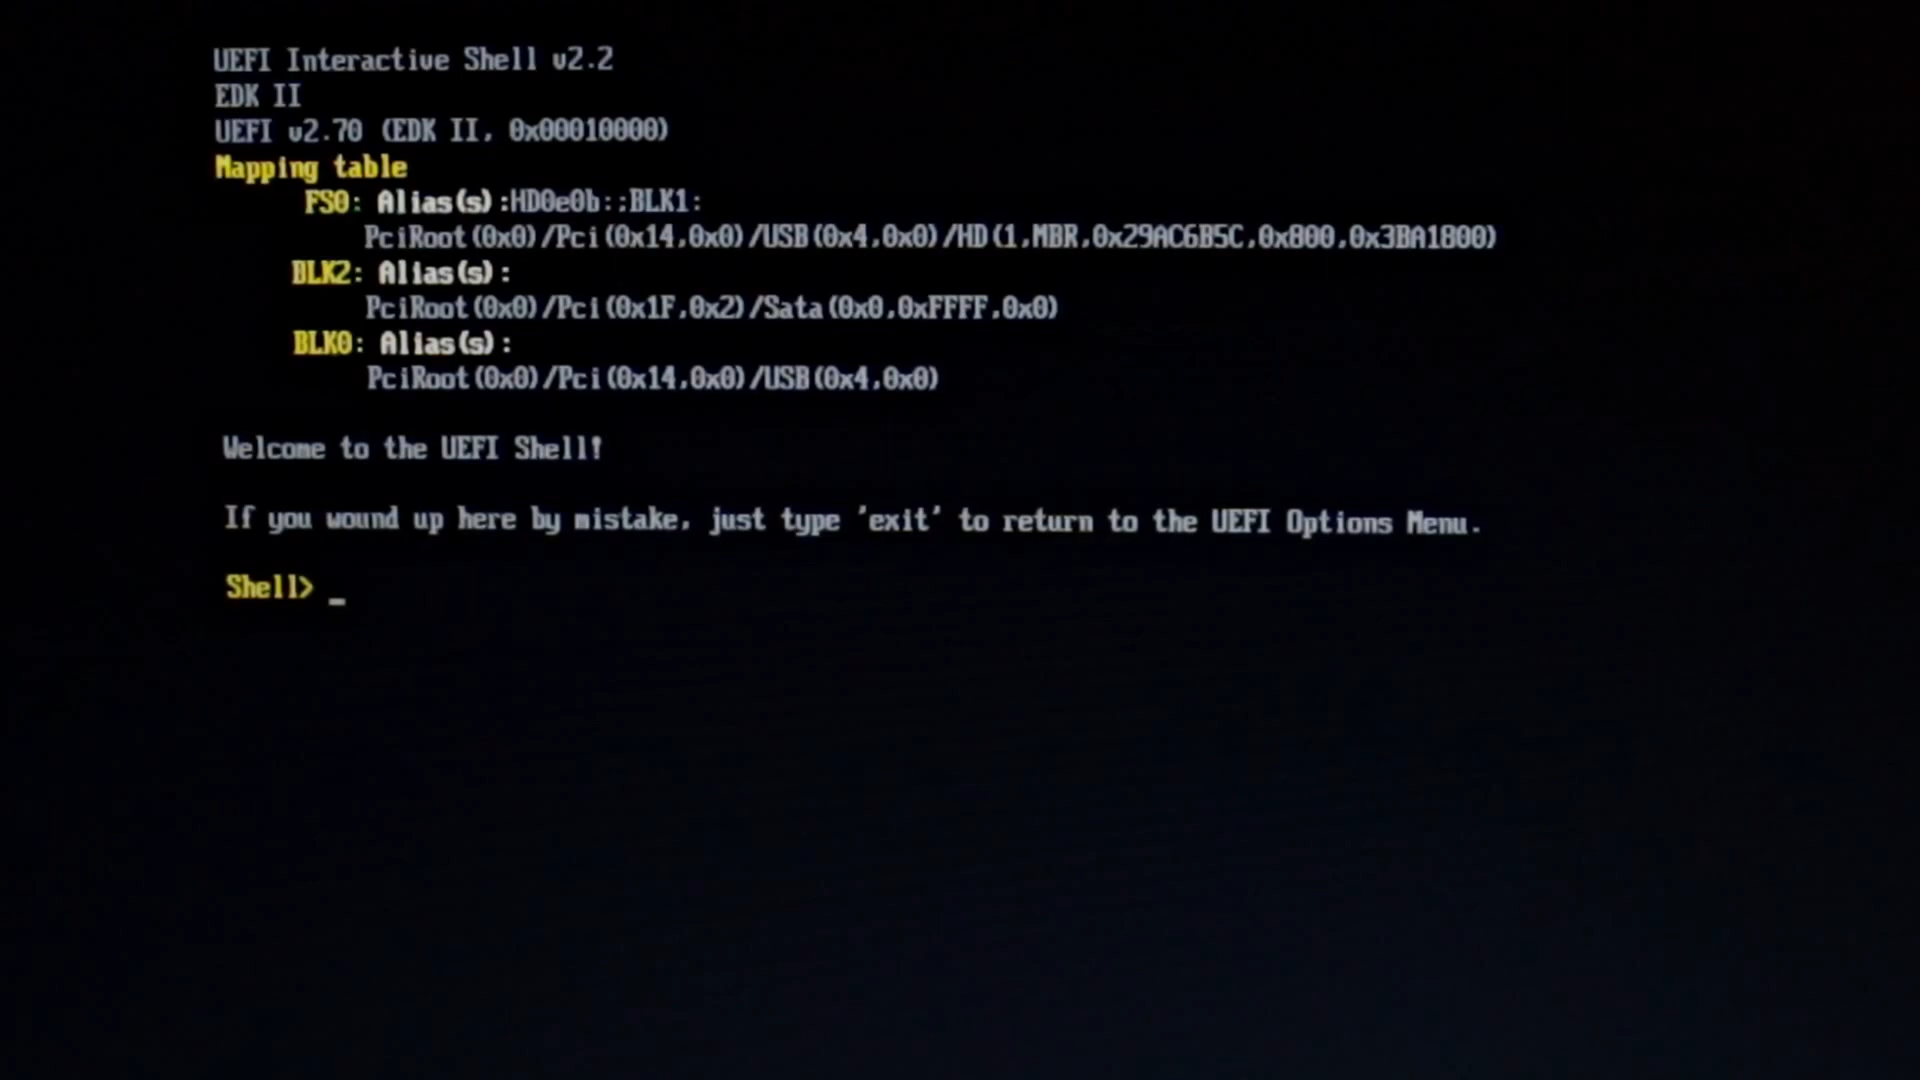 UEFI Interactive Shell v2.2
EDK II
UEFI v2.70 (EDK II, 0x00010000)
Mapping table
FS0: Alias(s):HD0e0b::BLK1:
PciRoot(0x0)/Pci(0x14,0x0)/USB(0x4,0x0)/HD(1,MBR,0x29AC6B5C,0x800,0x3BA1800)
BLK2: Alias(s):
PciRoot(0x0)/Pci(0x1F,0x2)/Sata(0x0,0xFFFF,0x0)
BLK0: Alias(s):
PciRoot(0x0)/Pci(0x14,0x0)/USB(0x4,0x0)
Welcome to the UEFI Shell!
If you wound up here by mistake, just type 'exit' to return to the UEFI Options Menu.
Shell> _